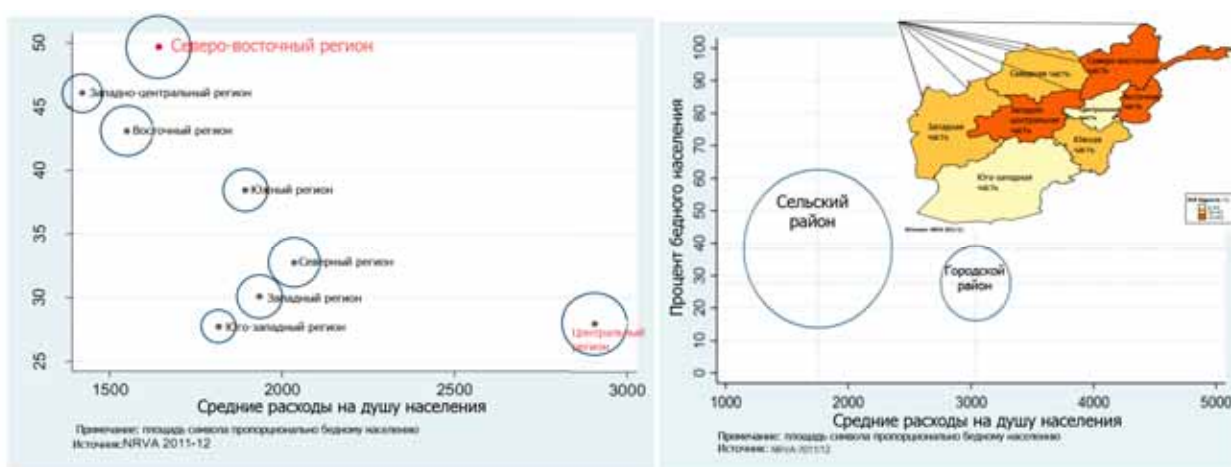 50
45
40
35
30
25
Северо-восточный регион
Западно-центральный регион
Восточный регион
Южный регион
Северный регион
Западный регион
Юго-западный регион
Центральный
регион
1500
2000
2500
3000
Средние расходы на душу населения
Примечание: площадь символа пропорционально бедному населению
Источник:NRVA 2011-12
Процент бедного населения
100
90
80
70
60
50
40
30
20
10
0
Сельский
район
Городской
район
Северо-восточная
часть
Северная часть
Западная
часть
Западно-
центральная
часть
Южная
часть
Юго-западная
часть
1000
2000
3000
4000
5000
Средние расходы на душу населения
Примечание: площадь символа пропорционально бедному населению
Источник: